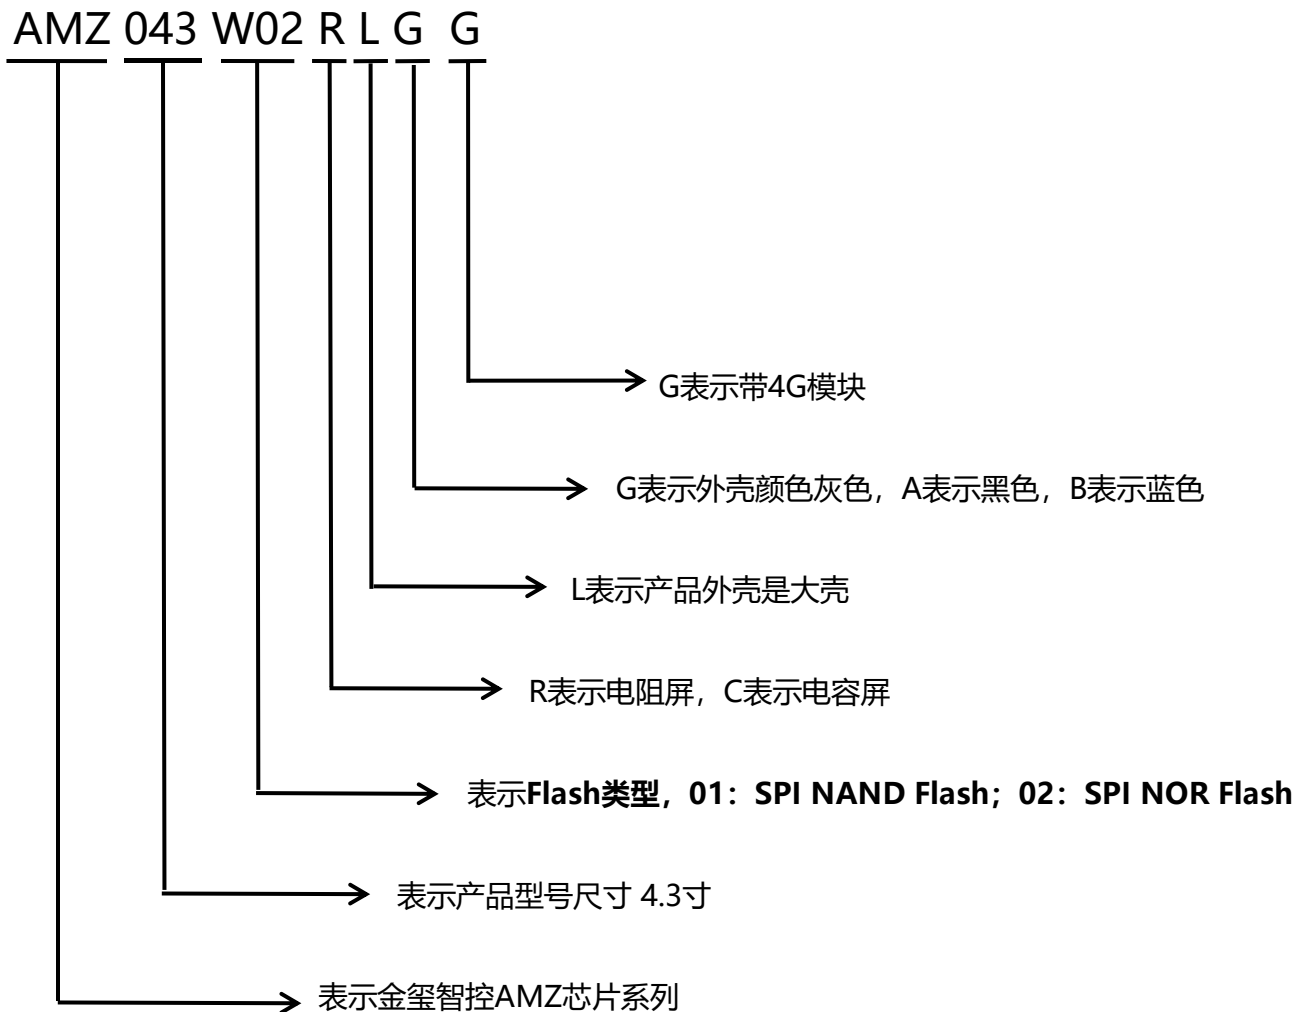 AMZ 043 W02 R L G G
G表示带4G模块
G表示外壳颜色灰色，A表示黑色，B表示蓝色
L表示产品外壳是大壳
R表示电阻屏，C表示电容屏
表示Flash类型，01：SPI NAND Flash；02：SPI NOR Flash
表示产品型号尺寸 4.3寸
表示金玺智控AMZ芯片系列